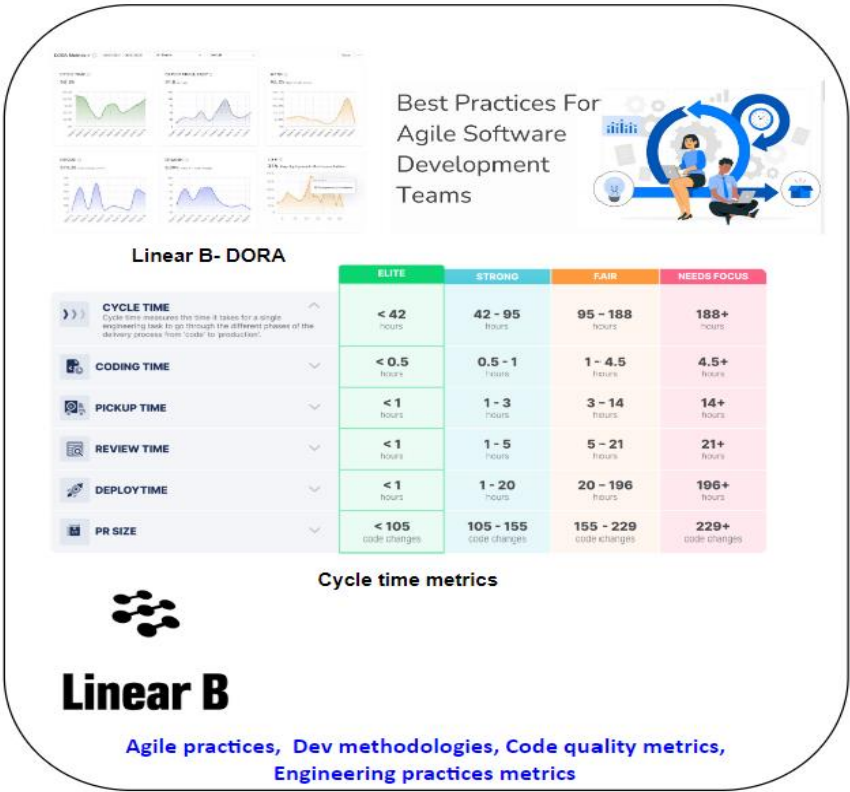 DORA Metrics
Best Practices For
Agile Software
Development
Teams
Linear B- DORA
ELITE
STRONG
FAIR
NEEDS FOCUS
CYCLE TIME
Cycle time measures the time it takes for a single
engineering task to go through the different phases of the
delivery process from 'code' to 'production'.
< 42
hours
42 - 95
hours
95 – 188
hours
188+
hours
CODING TIME
< 0.5
hours
0.5 - 1
hours
1 - 4.5
hours
4.5+
hours
PICKUP TIME
< 1
hours
1 - 3
hours
3 – 14
hours
14+
hours
REVIEW TIME
< 1
hours
1 - 5
hours
5 – 21
hours
21+
hours
DEPLOY TIME
< 1
hours
1 - 20
hours
20 – 196
hours
196+
hours
PR SIZE
< 105
code changes
105 - 155
code changes
155 - 229
code changes
229+
code changes
Cycle time metrics
Linear B
Agile practices, Dev methodologies, Code quality metrics,
Engineering practices metrics